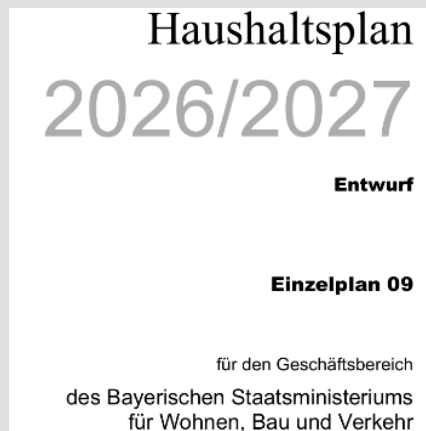 Haushaltsplan
2026/2027
Entwurf
Einzelplan 09
für den Geschäftsbereich
des Bayerischen Staatsministeriums
für Wohnen, Bau und Verkehr